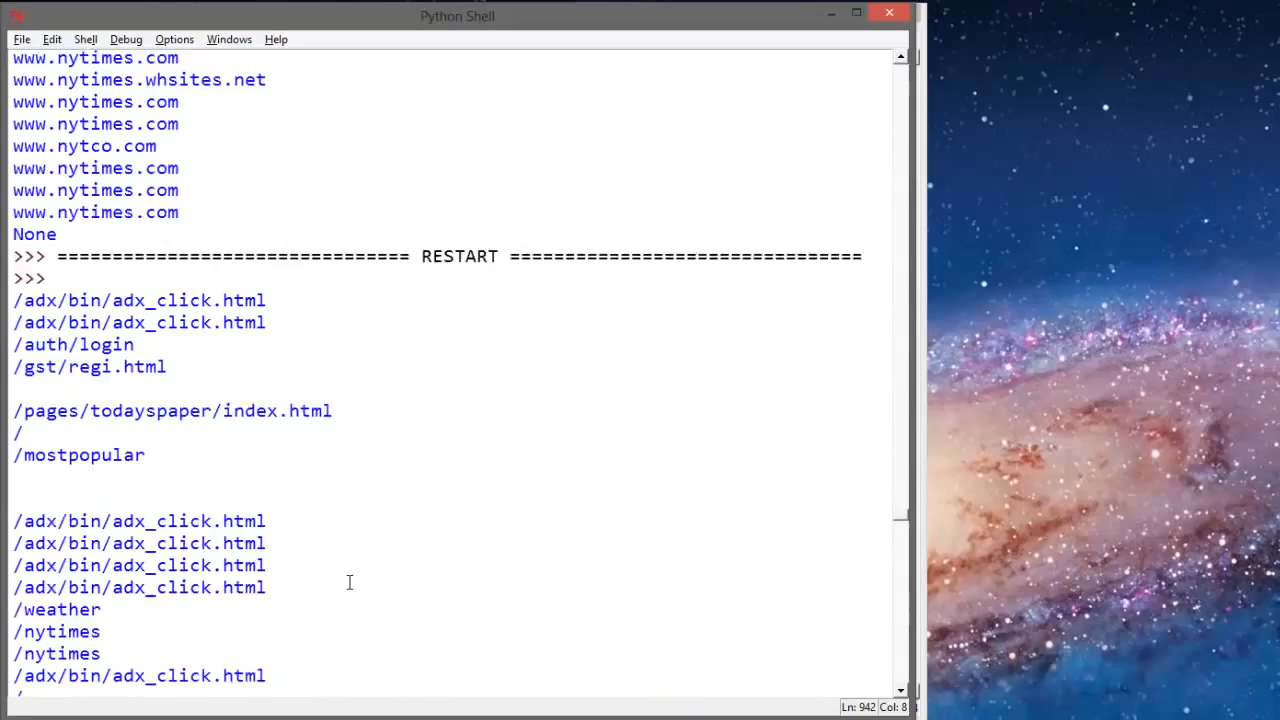 Python Shell
File Edit Shell Debug Options Windows Help
www.nytimes.com
www.nytimes.whsites.net
www.nytimes.com
www.nytimes.com
www.nytco.com
www.nytimes.com
www.nytimes.com
www.nytimes.com
None
>>> ================================ RESTART ================================
>>>
/adx/bin/adx_click.html
/adx/bin/adx_click.html
/auth/login
/gst/regi.html
/pages/todayspaper/index.html
/
/mostpopular
/adx/bin/adx_click.html
/adx/bin/adx_click.html
/adx/bin/adx_click.html
/adx/bin/adx_click.html
/weather
/nytimes
/nytimes
/adx/bin/adx_click.html
Ln: 942 Col: 8